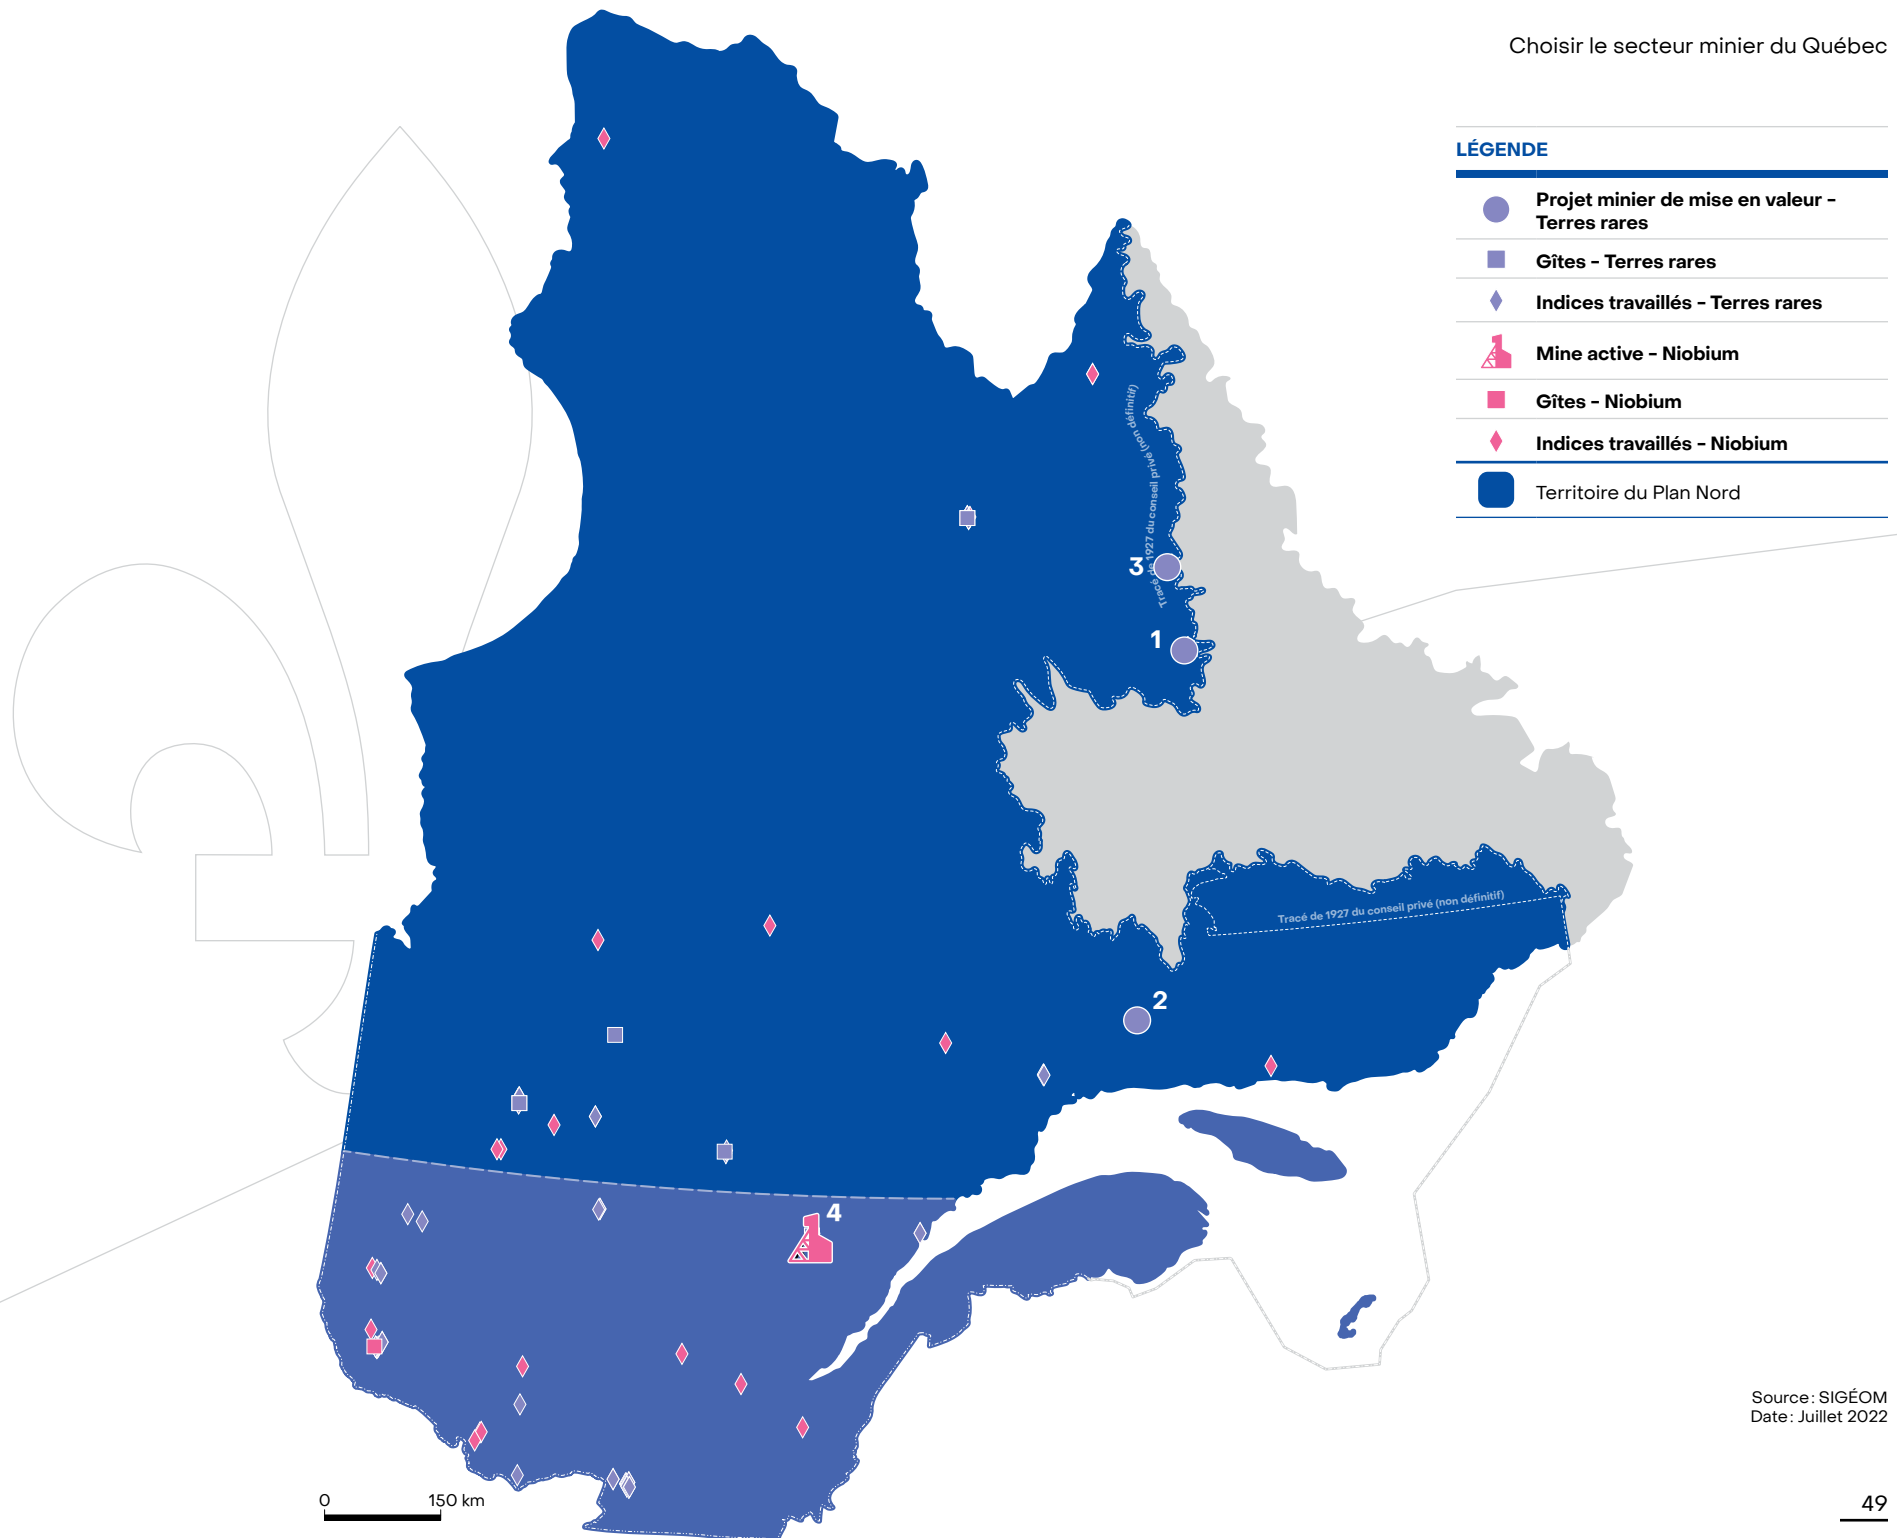 Choisir le secteur minier du Québec
LÉGENDE
Projet minier de mise en valeur –
Terres rares
Gîtes – Terres rares
Indices travaillés – Terres rares
Mine active – Niobium
Gîtes – Niobium
Indices travaillés – Niobium
Territoire du Plan Nord
Tracé de 1927 du conseil privé (non définitif)
3
1
Tracé de 1927 du conseil privé (non définitif)
2
4
Source : SIGÉOM
Date : Juillet 2022
0 150 km
49